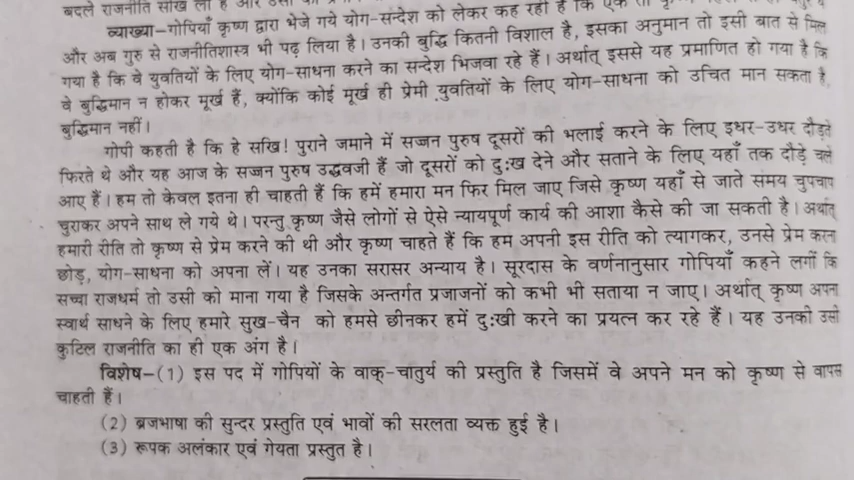 बदले राजनीति सीख ली है और
व्याख्या–गोपियाँ कृष्ण द्वारा भेजे गये योग-सन्देश को लेकर कह रही हैं कि एक तो
और अब गुरु से राजनीतिशास्त्र भी पढ़ लिया है। उनकी बुद्धि कितनी विशाल है, इसका अनुमान तो इसी बात से मिल
गया है कि वे युवतियों के लिए योग-साधना करने का सन्देश भिजवा रहे हैं। अर्थात् इससे यह प्रमाणित हो गया है कि
वे बुद्धिमान न होकर मूर्ख हैं, क्योंकि कोई मूर्ख ही प्रेमी युवतियों के लिए योग-साधना को उचित मान सकता है,
बुद्धिमान नहीं।
गोपी कहती है कि हे सखि! पुराने जमाने में सज्जन पुरुष दूसरों की भलाई करने के लिए इधर-उधर दौड़ते
फिरते थे और यह आज के सज्जन पुरुष उद्धवजी हैं जो दूसरों को दुःख देने और सताने के लिए यहाँ तक दौड़े चले
आए हैं। हम तो केवल इतना ही चाहती हैं कि हमें हमारा मन फिर मिल जाए जिसे कृष्ण यहाँ से जाते समय चुपचाप
चुराकर अपने साथ ले गये थे। परन्तु कृष्ण जैसे लोगों से ऐसे न्यायपूर्ण कार्य की आशा कैसे की जा सकती है। अर्थात्
हमारी रीति तो कृष्ण से प्रेम करने की थी और कृष्ण चाहते हैं कि हम अपनी इस रीति को त्यागकर, उनसे प्रेम करना
छोड़, योग-साधना को अपना लें। यह उनका सरासर अन्याय है। सूरदास के वर्णनानुसार गोपियाँ कहने लगीं कि
सच्चा राजधर्म तो उसी को माना गया है जिसके अन्तर्गत प्रजाजनों को कभी भी सताया न जाए। अर्थात् कृष्ण अपना
स्वार्थ साधने के लिए हमारे सुख-चैन को हमसे छीनकर हमें दुःखी करने का प्रयत्न कर रहे हैं। यह उनकी उसी
कुटिल राजनीति का ही एक अंग है।
विशेष–(1) इस पद में गोपियों के वाक्-चातुर्य की प्रस्तुति है जिसमें वे अपने मन को कृष्ण से वापस
चाहती हैं।
(2) ब्रजभाषा की सुन्दर प्रस्तुति एवं भावों की सरलता व्यक्त हुई है।
(3) रूपक अलंकार एवं गेयता प्रस्तुत है।